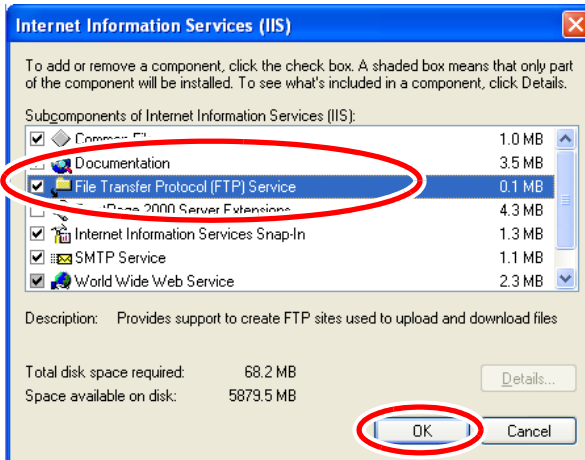 Internet Information Services (IIS)
To add or remove a component, click the check box. A shaded box means that only part
of the component will be installed. To see what's included in a component, click Details.
Subcomponents of Internet Information Services (IIS):
Common 1.0 MB
Documentation 3.5 MB
File Transfer Protocol (FTP) Service 0.1 MB
2000 Server Extensions 4.3 MB
Internet Information Services Snap-In 1.3 MB
SMTP Service 1.1 MB
World Wide Web Service 2.3 MB
Description: Provides support to create FTP sites used to upload and download files
Total disk space required: 68.2 MB
Space available on disk: 5879.5 MB
Details...
OK Cancel